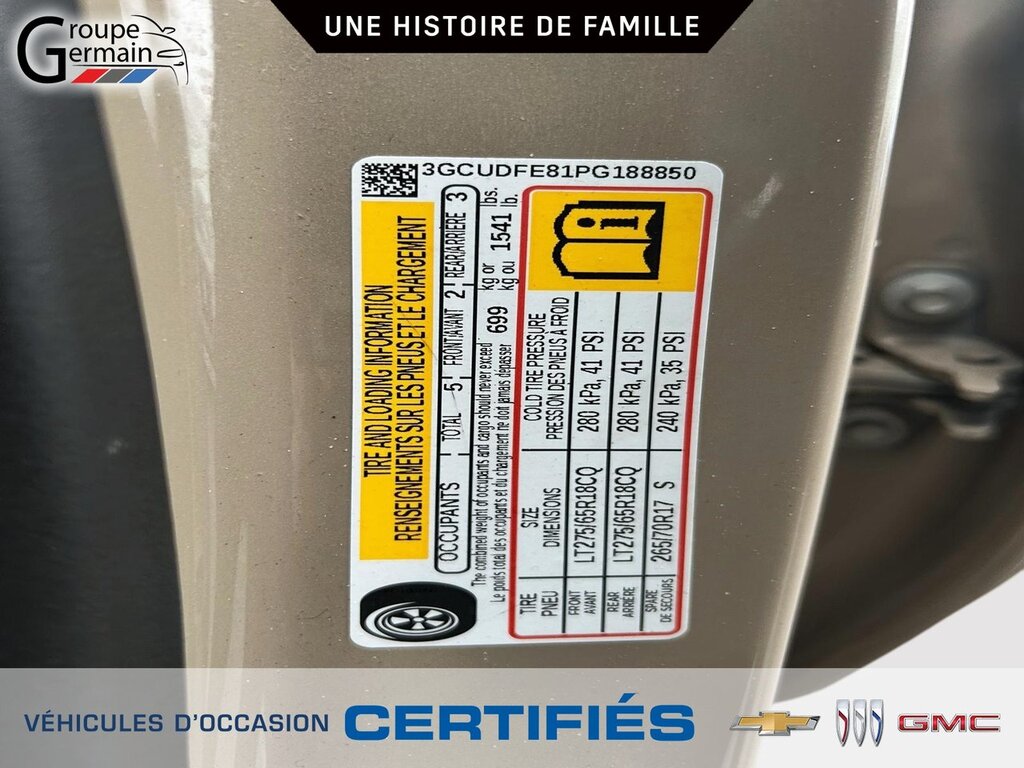 Groupe
Germain
UNE HISTOIRE DE FAMILLE
3GCUDFE81PG188850
TIRE AND LOADING INFORMATION
RENSEIGNEMENTS SUR LES PNEUS ET LE CHARGEMENT
OCCUPANTS TOTAL 5 FRONT/AVANT 2 REAR/ARRIÈRE 3
The combined weight of occupants and cargo should never exceed 699 kg or 1541 lbs.
Le poids total des occupants et du chargement ne doit jamais dépasser 699 kg ou 1541 lb.
TIRE SIZE COLD TIRE PRESSURE
PNEU DIMENSIONS PRESSION DES PNEUS À FROID
FRONT
AVANT LT275/65R18CQ 280 kPa, 41 PSI
REAR
ARRIERE LT275/65R18CQ 280 kPa, 41 PSI
SPARE
DE SECOURS 265/70R17 S 240 kPa, 35 PSI
VÉHICULES D'OCCASION CERTIFIÉS
GMC